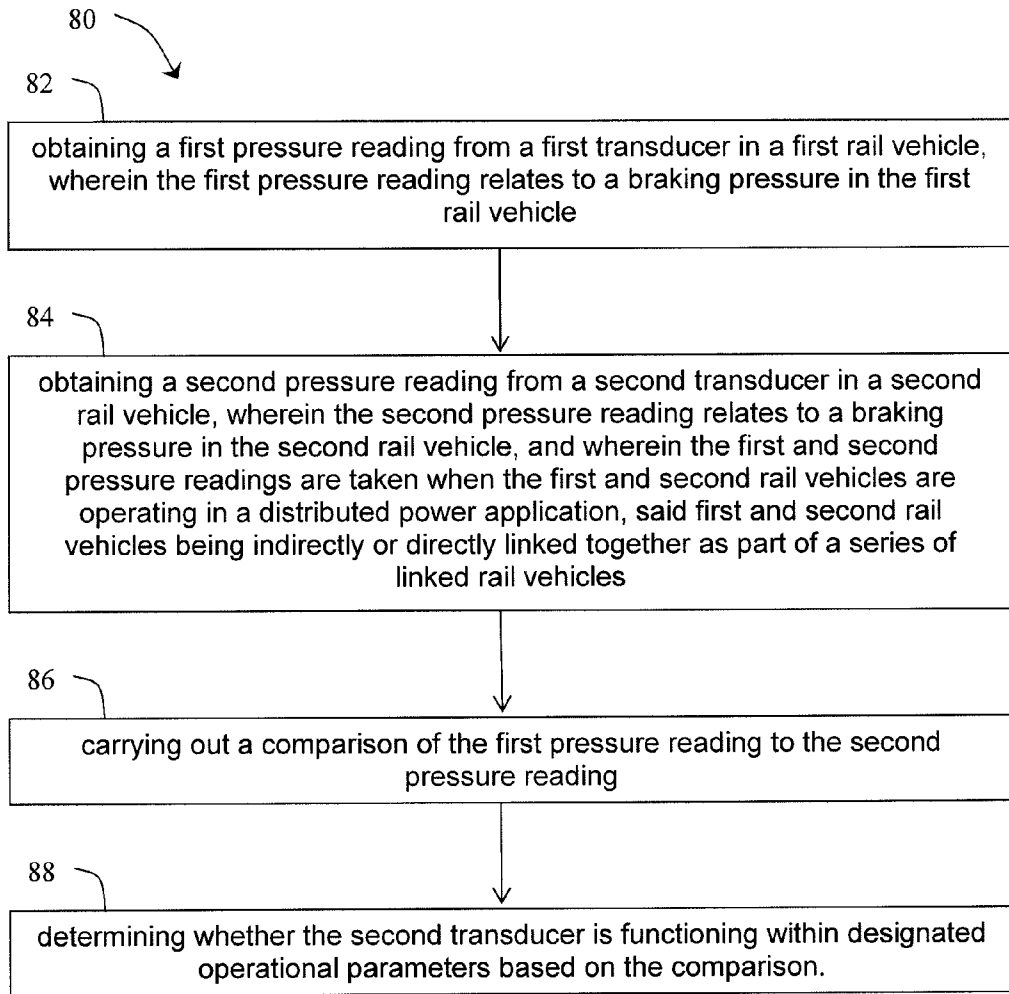 80
82
obtaining a first pressure reading from a first transducer in a first rail vehicle,
wherein the first pressure reading relates to a braking pressure in the first
rail vehicle
84
obtaining a second pressure reading from a second transducer in a second
rail vehicle, wherein the second pressure reading relates to a braking
pressure in the second rail vehicle, and wherein the first and second
pressure readings are taken when the first and second rail vehicles are
operating in a distributed power application, said first and second rail
vehicles being indirectly or directly linked together as part of a series of
linked rail vehicles
86
carrying out a comparison of the first pressure reading to the second
pressure reading
88
determining whether the second transducer is functioning within designated
operational parameters based on the comparison.